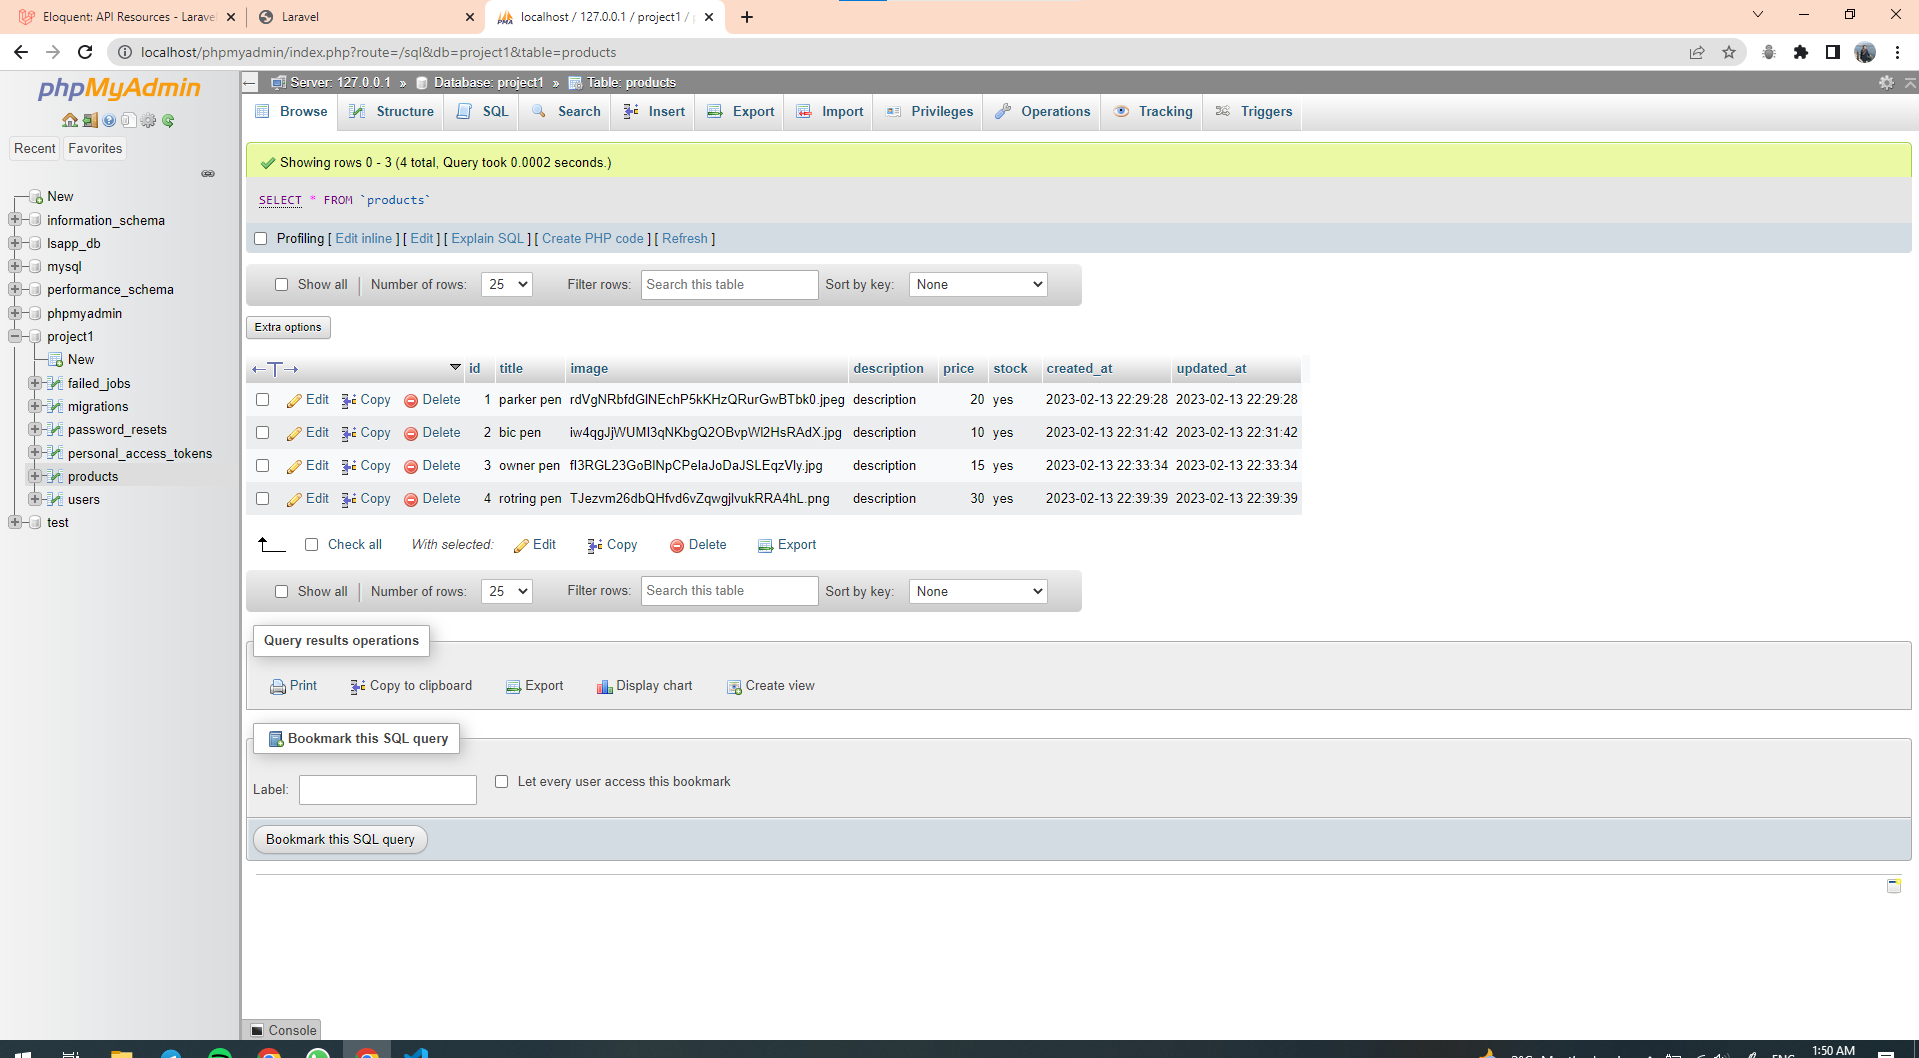 Eloquent: API Resources - Larave
Laravel
localhost / 127.0.0.1 / project1 / p
localhost/phpmyadmin/index.php?route=/sql&db=project1&table=products
phpMyAdmin
Recent
Favorites
New
information_schema
lsapp_db
mysql
performance_schema
phpmyadmin
project1
New
failed_jobs
migrations
password_resets
personal_access_tokens
products
users
test
Server: 127.0.0.1 » Database: project1 » Table: products
Browse Structure SQL Search Insert Export Import Privileges Operations Tracking Triggers
Showing rows 0 - 3 (4 total, Query took 0.0002 seconds.)
SELECT * FROM `products`
Profiling [ Edit inline ] [ Edit ] [ Explain SQL ] [ Create PHP code ] [ Refresh ]
Show all Number of rows: 25 Filter rows: Search this table Sort by key: None
Extra options
id title image description price stock created_at updated_at
Edit Copy Delete 1 parker pen rdVgNRbfdGlNEchP5kKHzQRurGwBTbk0.jpeg description 20 yes 2023-02-13 22:29:28 2023-02-13 22:29:28
Edit Copy Delete 2 bic pen iw4qgJjWUMI3qNKbgQ2OBvpWl2HsRAdX.jpg description 10 yes 2023-02-13 22:31:42 2023-02-13 22:31:42
Edit Copy Delete 3 owner pen fI3RGL23GoBlNpCPeIaJoDaJSLEqzVly.jpg description 15 yes 2023-02-13 22:33:34 2023-02-13 22:33:34
Edit Copy Delete 4 rotring pen TJezvm26dbQHfvd6vZqwgjlvukRRA4hL.png description 30 yes 2023-02-13 22:39:39 2023-02-13 22:39:39
Check all With selected: Edit Copy Delete Export
Show all Number of rows: 25 Filter rows: Search this table Sort by key: None
Query results operations
Print Copy to clipboard Export Display chart Create view
Bookmark this SQL query
Label: Let every user access this bookmark
Bookmark this SQL query
Console
1:50 AM